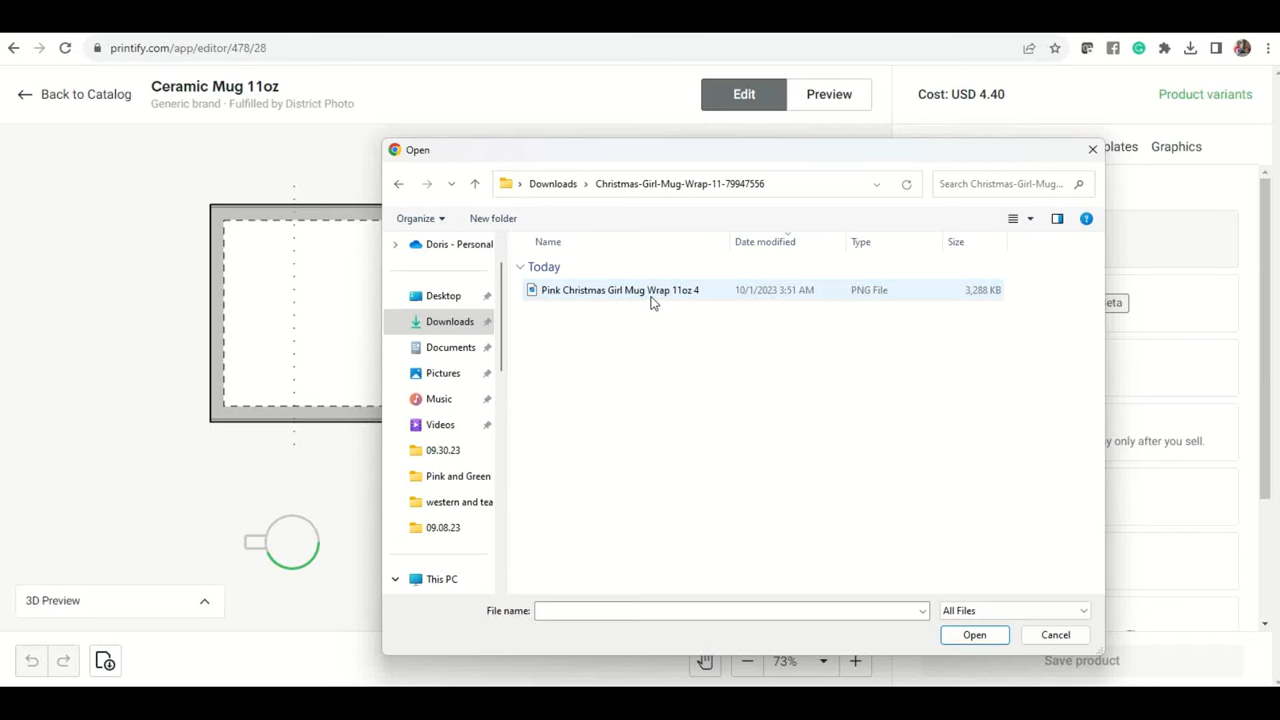 printify.com/app/editor/478/28
Back to Catalog
Ceramic Mug 11oz
Generic brand · Fulfilled by District Photo
Edit
Preview
Cost: USD 4.40
Product variants
plates
Graphics
Open
Downloads
Christmas-Girl-Mug-Wrap-11-79947556
Search Christmas-Girl-Mug...
Organize
New folder
Name
Date modified
Type
Size
Doris - Personal
Today
Pink Christmas Girl Mug Wrap 11oz 4
10/1/2023 3:51 AM
PNG File
3,288 KB
Desktop
eta
Downloads
Documents
Pictures
Music
Videos
y only after you sell.
09.30.23
Pink and Green
western and tea
09.08.23
This PC
3D Preview
File name:
All Files
Open
Cancel
73%
Save product